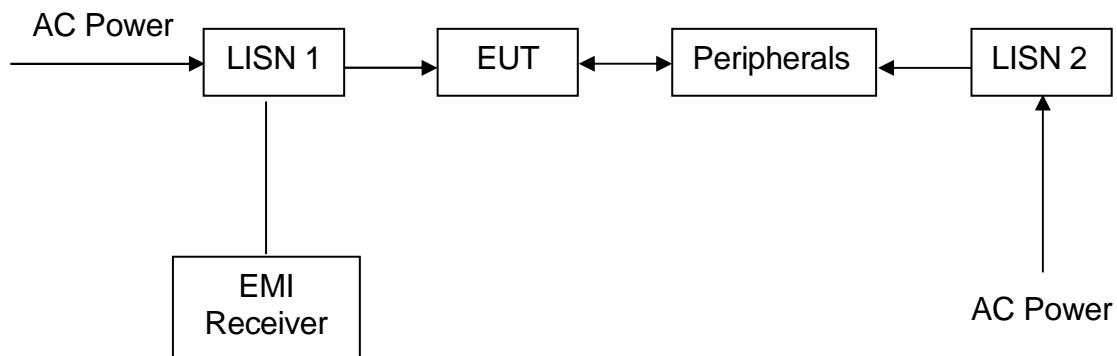 AC Power
LISN 1
EUT
Peripherals
LISN 2
EMI
Receiver
AC Power